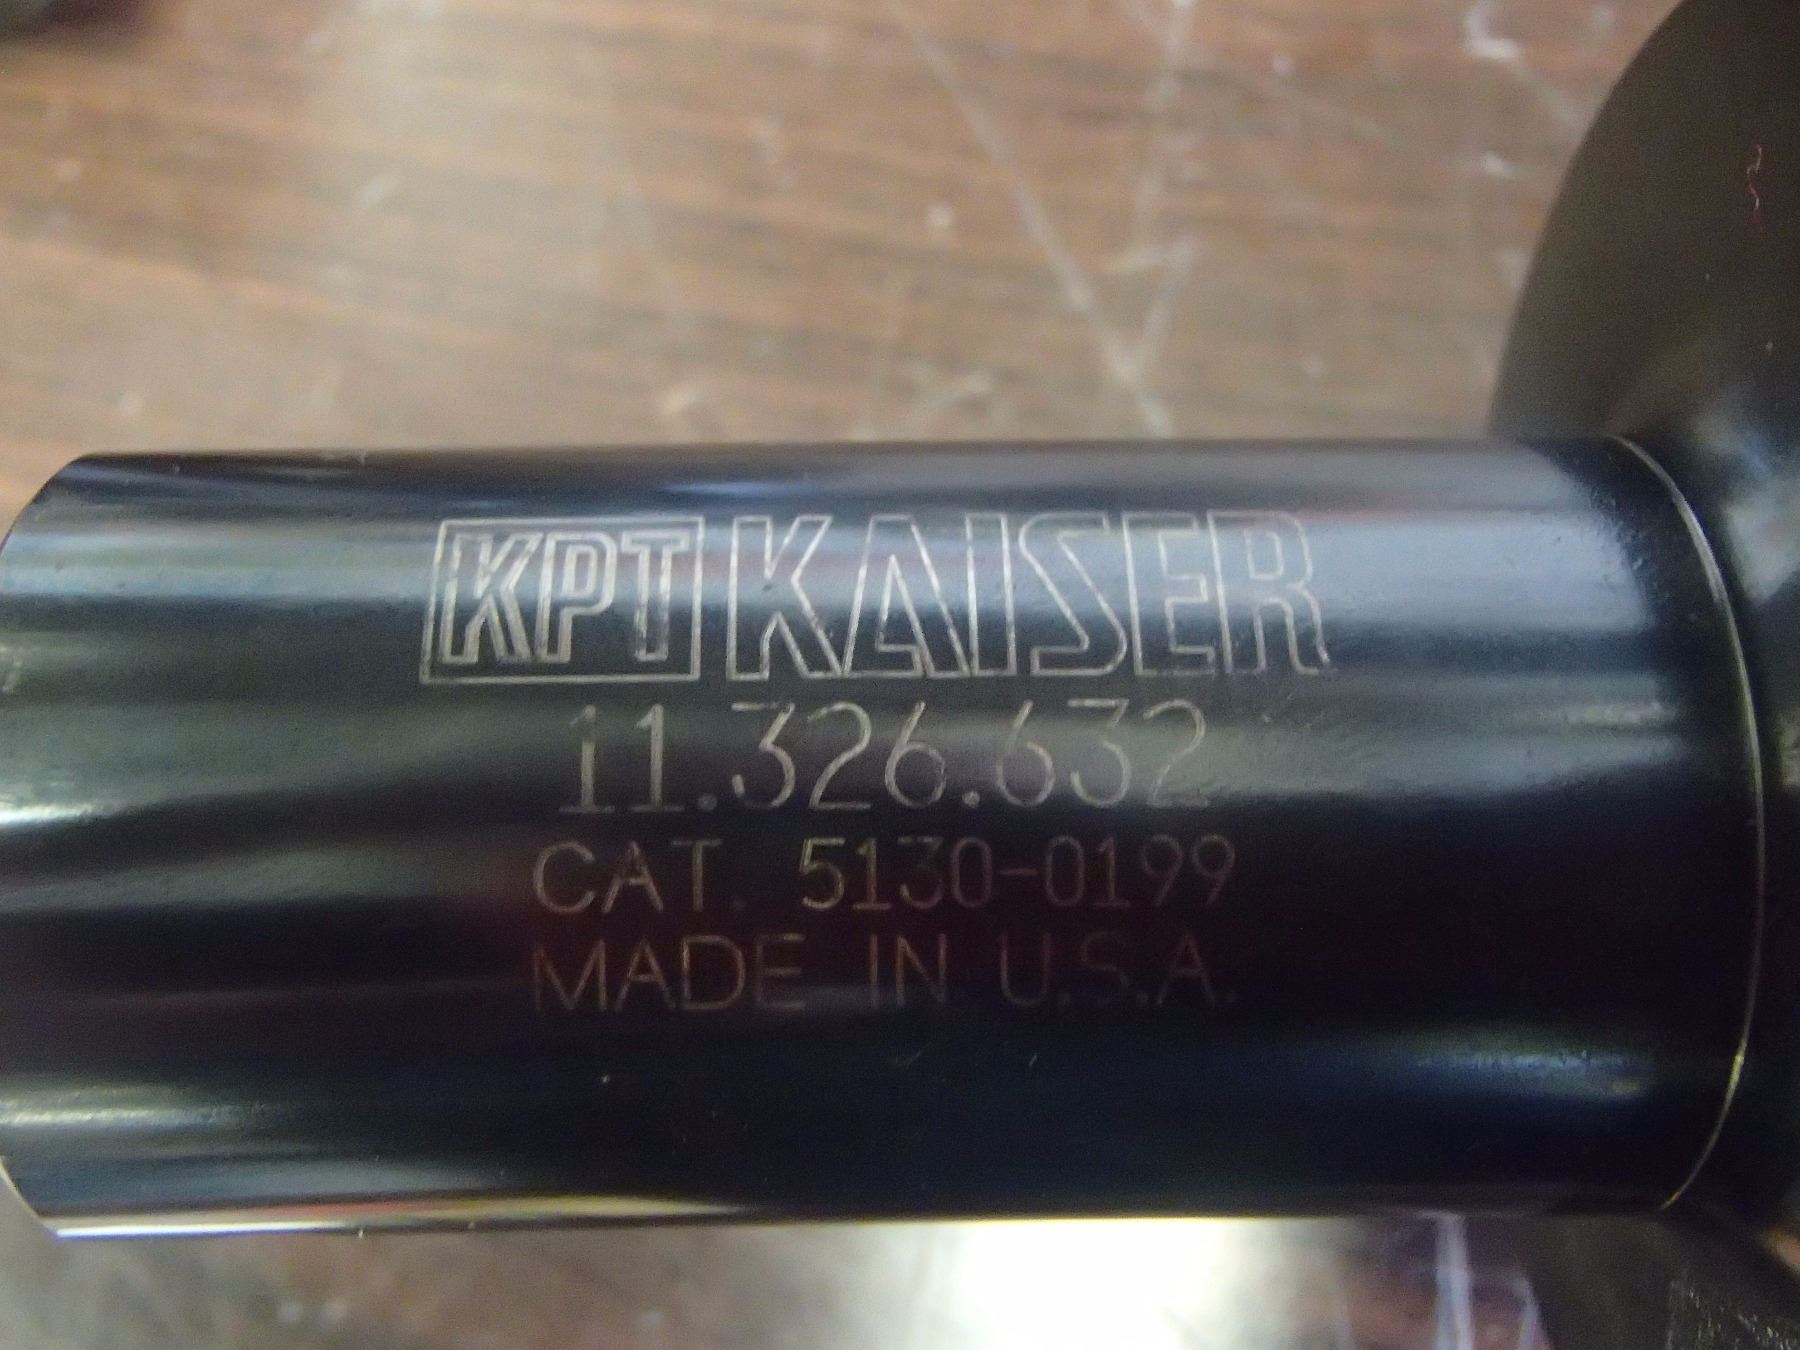 KPT KAISER
11.326.632
CAT. 5130-0199
MADE IN U.S.A.